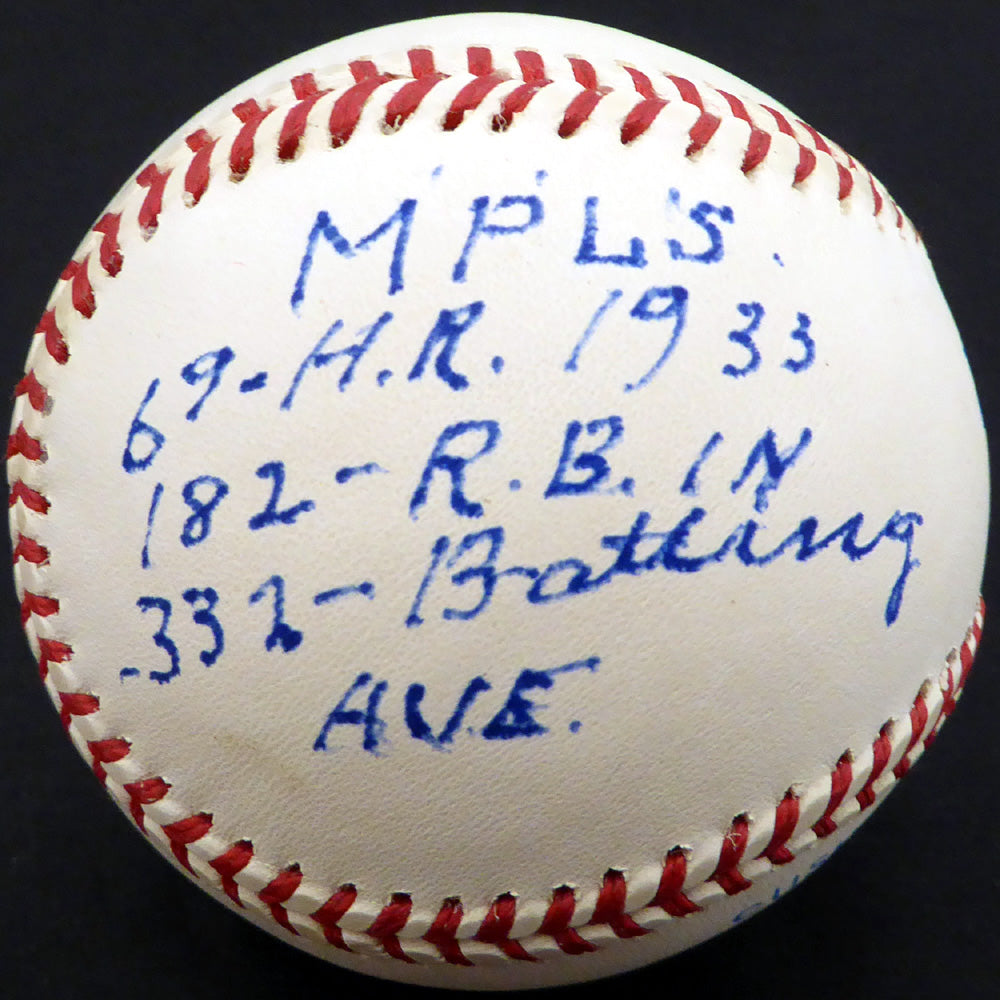 MPLS.
69-H.R. 1933
182-R.B. IN
.332-Batting
AVE.